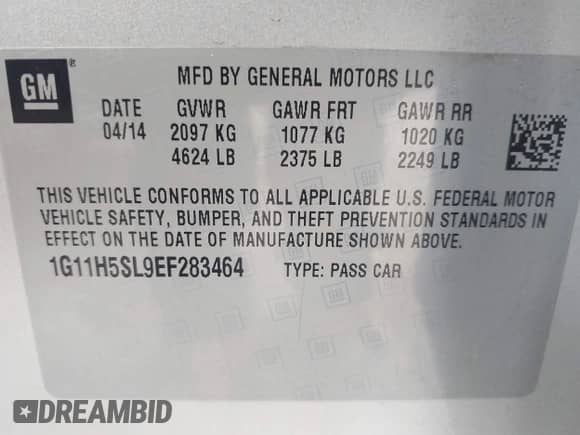 GM ®
MFD BY GENERAL MOTORS LLC
DATE GVWR GAWR FRT GAWR RR
04/14 2097 KG 1077 KG 1020 KG
4624 LB 2375 LB 2249 LB
THIS VEHICLE CONFORMS TO ALL APPLICABLE U.S. FEDERAL MOTOR
VEHICLE SAFETY, BUMPER, AND THEFT PREVENTION STANDARDS IN
EFFECT ON THE DATE OF MANUFACTURE SHOWN ABOVE.
1G11H5SL9EF283464 TYPE: PASS CAR
DREAMBID